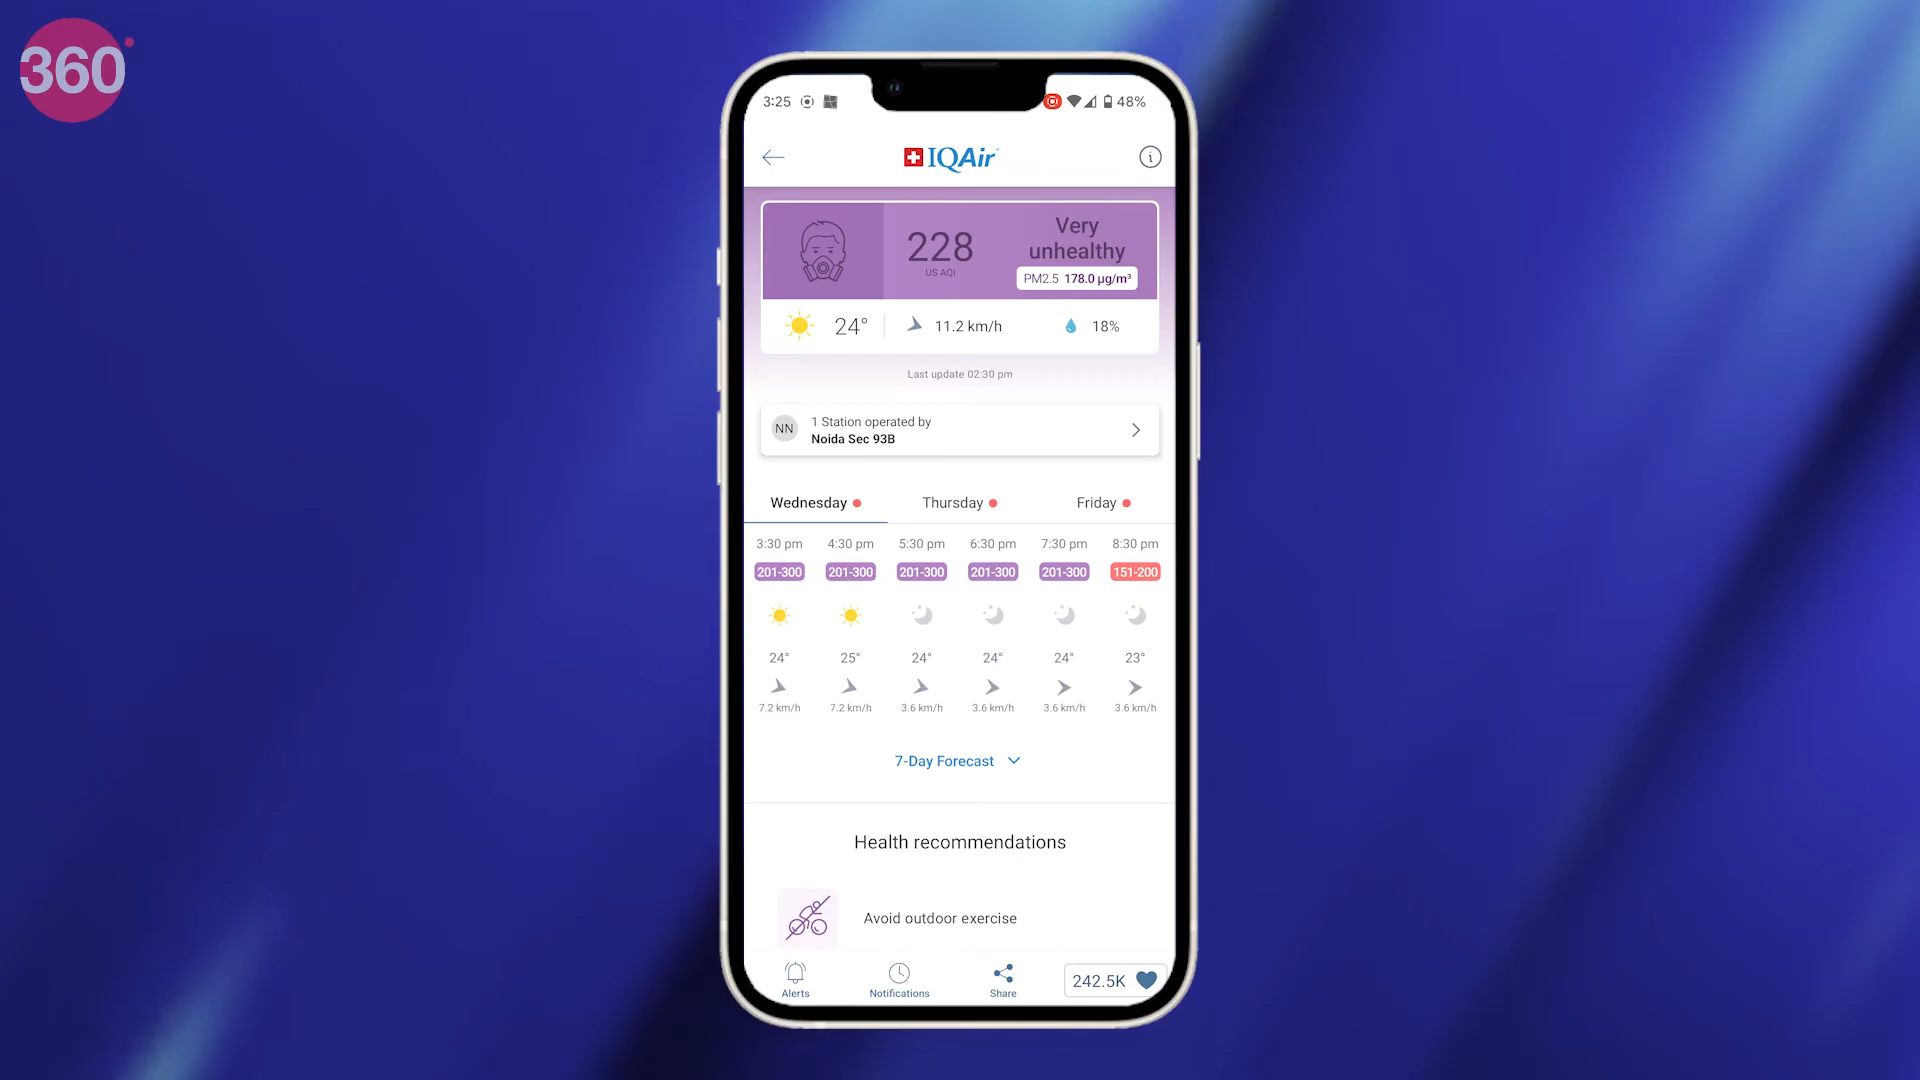 360
3:25
48%
IQAir
228
US AQI
Very
unhealthy
PM2.5 178.0 µg/m³
24°
11.2 km/h
18%
Last update 02:30 pm
NN
1 Station operated by
Noida Sec 93B
Wednesday Thursday Friday
3:30 pm 4:30 pm 5:30 pm 6:30 pm 7:30 pm 8:30 pm
201-300 201-300 201-300 201-300 201-300 151-200
24° 25° 24° 24° 24° 23°
7.2 km/h 7.2 km/h 3.6 km/h 3.6 km/h 3.6 km/h 3.6 km/h
7-Day Forecast
Health recommendations
Avoid outdoor exercise
Alerts Notifications Share 242.5K